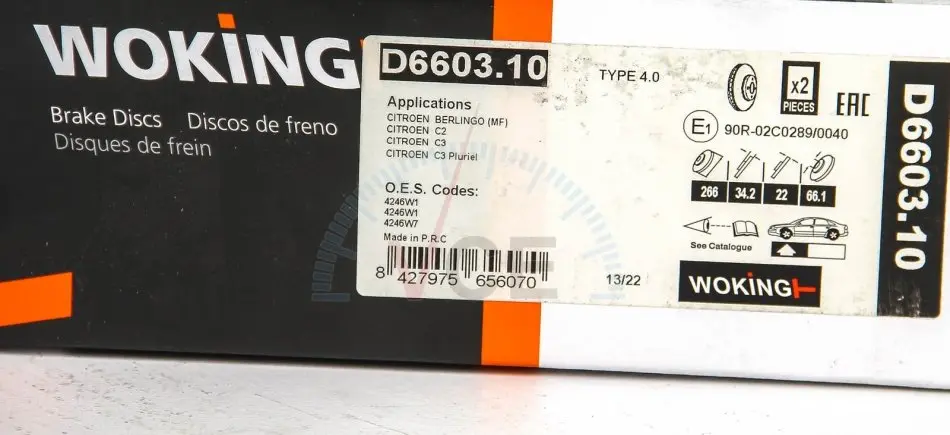 WOKING
Brake Discs Discos de freno
Disques de frein
D6603.10
TYPE 4.0
x2
PIECES
EAC
Applications
CITROEN BERLINGO (MF)
CITROEN C2
CITROEN C3
CITROEN C3 Pluriel
E1 90R-02C0289/0040
266 34.2 22 66.1
O.E.S. Codes:
4246W1
4246W1
4246W7
Made in P.R.C
See Catalogue
8 427975 656070
13/22
WOKING
D6603.10